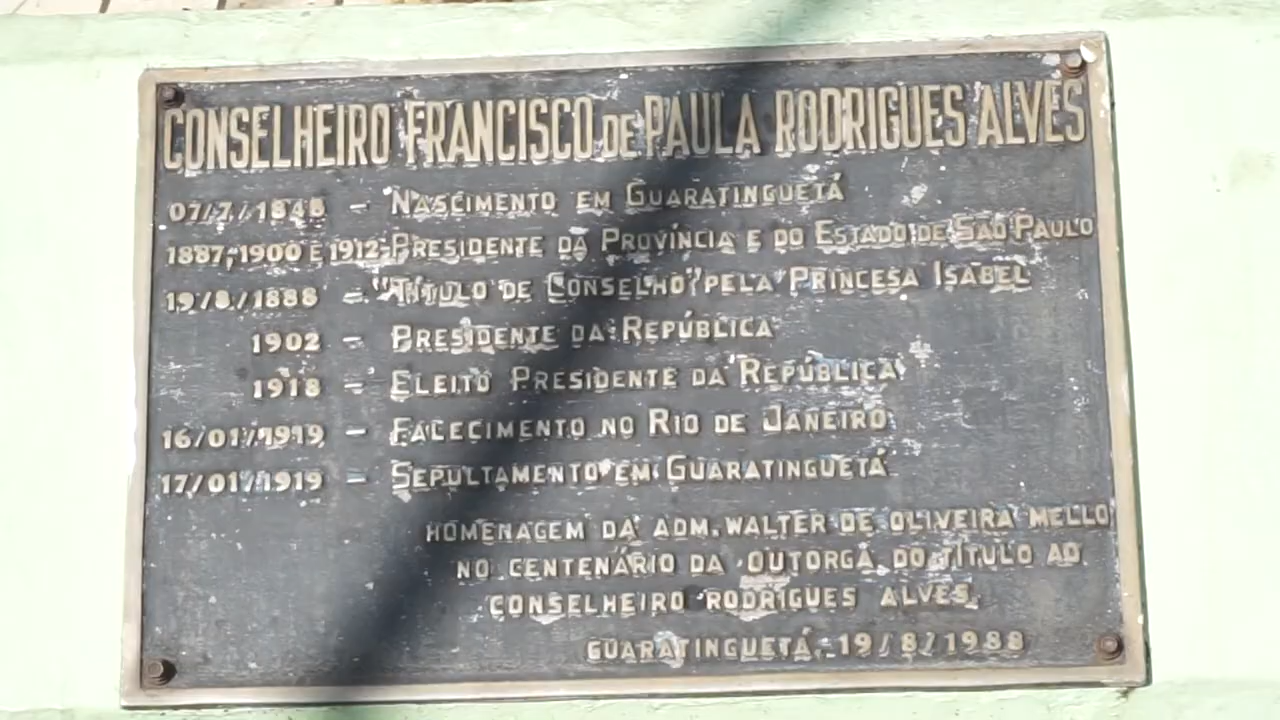 CONSELHEIRO FRANCISCO DE PAULA RODRIGUES ALVES
07/7/1848 - NASCIMENTO EM GUARATINGUETÁ
1887,1900 E 1912-PRESIDENTE DA PROVÍNCIA E DO ESTADO DE SÃO PAULO
19/8/1888 - "TÍTULO DE CONSELHO" PELA PRINCESA ISABEL
1902 - PRESIDENTE DA REPÚBLICA
1918 - ELEITO PRESIDENTE DA REPÚBLICA
16/01/1919 - FALECIMENTO NO RIO DE JANEIRO
17/01/1919 - SEPULTAMENTO EM GUARATINGUETÁ
HOMENAGEM DA ADM. WALTER DE OLIVEIRA MELLO
NO CENTENÁRIO DA OUTORGA DO TÍTULO AO
CONSELHEIRO RODRIGUES ALVES
GUARATINGUETÁ, 19/8/1988